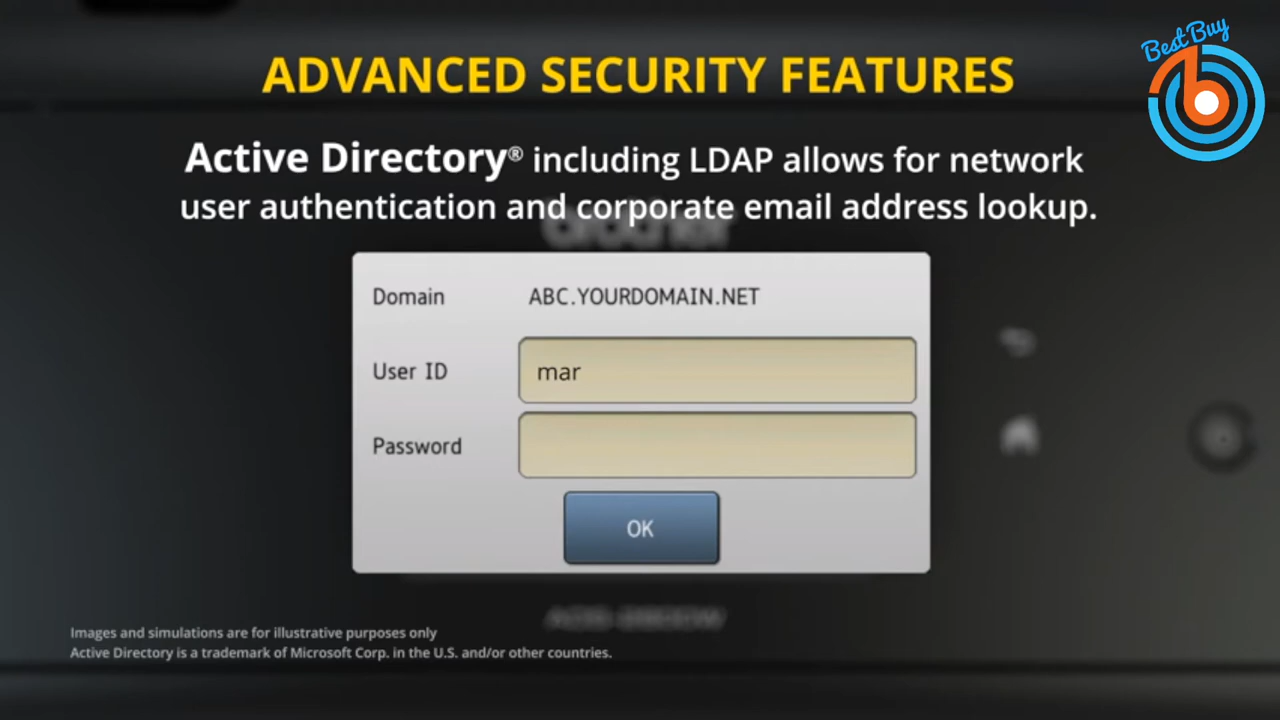 Best Buy
ADVANCED SECURITY FEATURES
Active Directory® including LDAP allows for network
user authentication and corporate email address lookup.
brother
Domain ABC.YOURDOMAIN.NET
User ID mar
Password
OK
Images and simulations are for illustrative purposes only
Active Directory is a trademark of Microsoft Corp. in the U.S. and/or other countries.